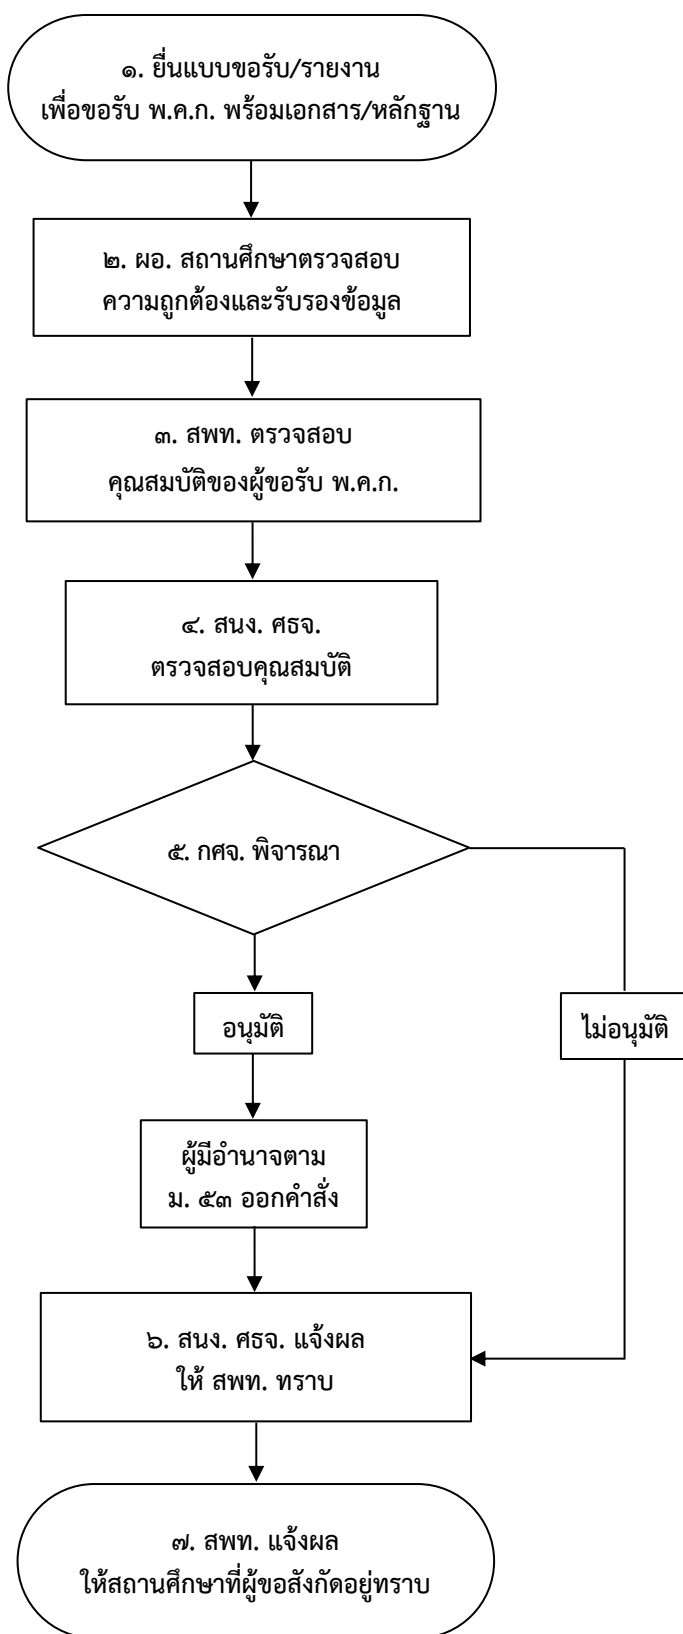 ๑. ยื่นแบบขอรับ/รายงาน
เพื่อขอรับ พ.ค.ก. พร้อมเอกสาร/หลักฐาน
๒. ผอ. สถานศึกษาตรวจสอบ
ความถูกต้องและรับรองข้อมูล
๓. สพท. ตรวจสอบ
คุณสมบัติของผู้ขอรับ พ.ค.ก.
๔. สนง. ศธจ.
ตรวจสอบคุณสมบัติ
๕. กศจ. พิจารณา
อนุมัติ
ไม่อนุมัติ
ผู้มีอำนาจตาม
ม. ๕๓ ออกคำสั่ง
๖. สนง. ศธจ. แจ้งผล
ให้ สพท. ทราบ
๗. สพท. แจ้งผล
ให้สถานศึกษาที่ผู้ขอสังกัดอยู่ทราบ